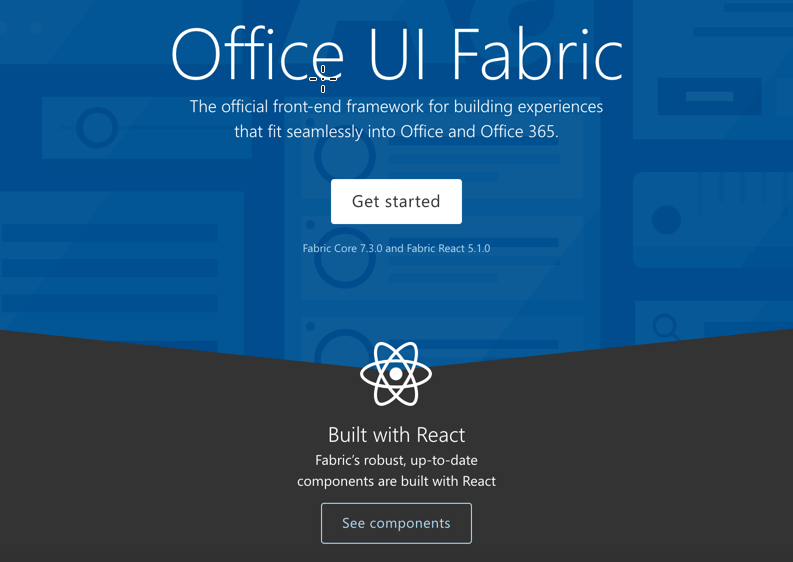 Office UI Fabric
The official front-end framework for building experiences
that fit seamlessly into Office and Office 365.
Get started
Fabric Core 7.3.0 and Fabric React 5.1.0
Built with React
Fabric’s robust, up-to-date
components are built with React
See components